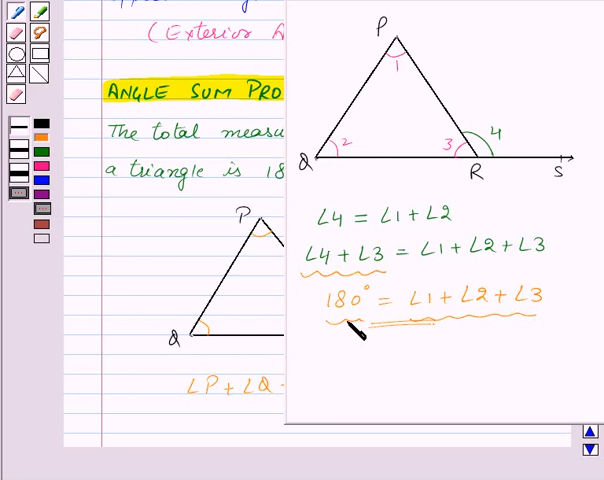 (Exterior A
ANGLE SUM PRO
The total measu
a triangle is 18
P
Q
∠P + ∠Q -
P
1
2
3
4
Q
R
S
∠4 = ∠1 + ∠2
∠4 + ∠3 = ∠1 + ∠2 + ∠3
180° = ∠1 + ∠2 + ∠3